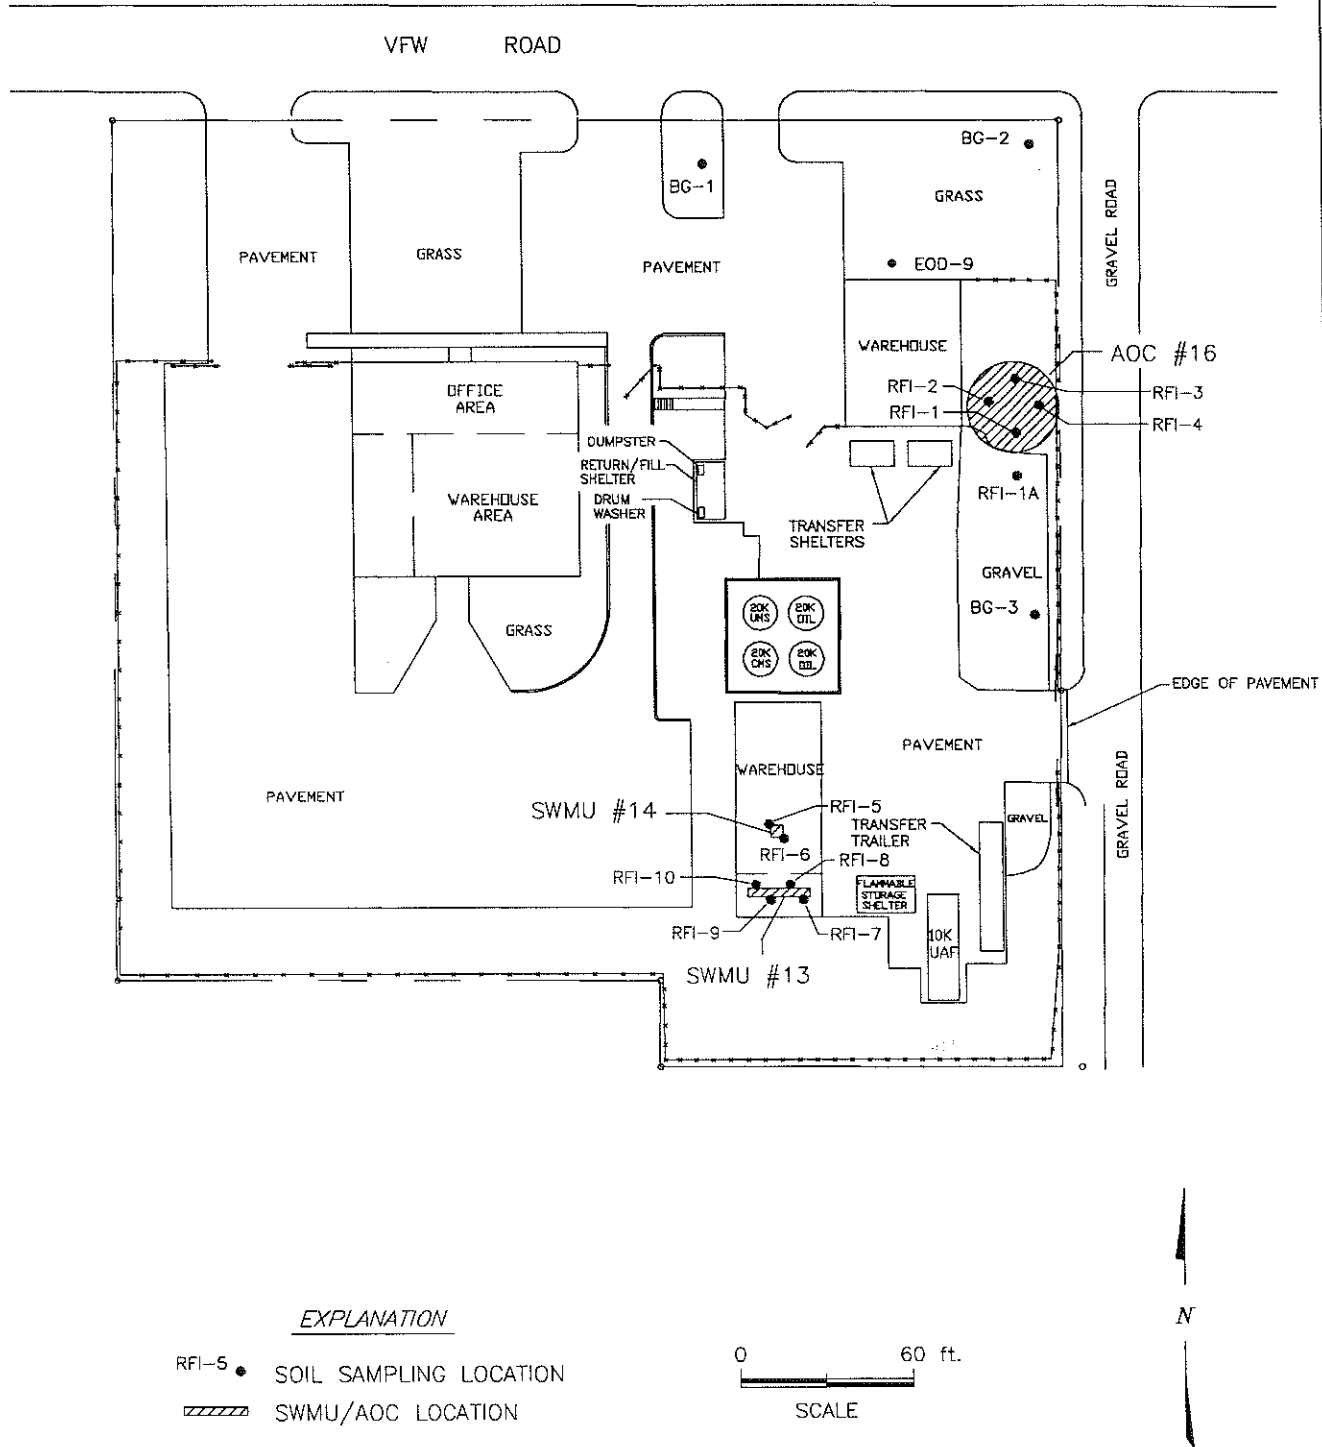 VFW ROAD
BG-2
BG-1
GRASS
GRAVEL ROAD
PAVEMENT
GRASS
PAVEMENT
EOD-9
WAREHOUSE
AOC #16
RFI-2
RFI-3
RFI-1
RFI-4
OFFICE
AREA
DUMPSTER
RETURN/FILL
SHELTER
DRUM
WASHER
WAREHOUSE
AREA
RFI-1A
TRANSFER
SHELTERS
GRAVEL
BG-3
20K
UMS
20K
OTL
20K
CMS
20K
GRASS
EDGE OF PAVEMENT
PAVEMENT
WAREHOUSE
PAVEMENT
GRAVEL ROAD
SWMU #14
RFI-5
TRANSFER
TRAILER
GRAVEL
RFI-6
RFI-8
RFI-10
FLAMMABLE
STORAGE
SHELTER
RFI-9
RFI-7
10K
UAF
SWMU #13
EXPLANATION
RFI-5 SOIL SAMPLING LOCATION
SWMU/AOC LOCATION
0 60 ft.
SCALE
N